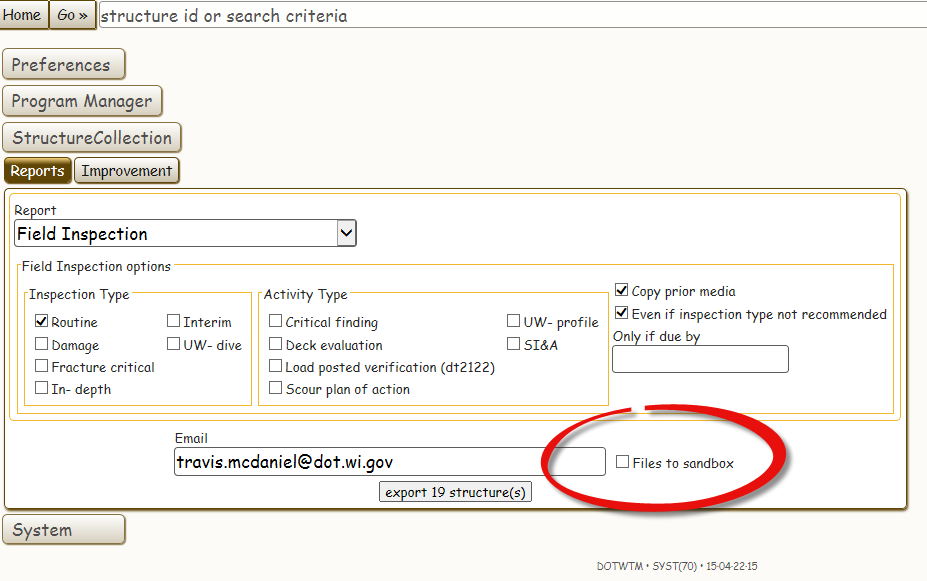 Home Go » structure id or search criteria
Preferences
Program Manager
StructureCollection
Reports Improvement
Report
Field Inspection
Field Inspection options
Inspection Type
Routine Interim
Damage UW- dive
Fracture critical
In- depth
Activity Type
Critical finding UW- profile
Deck evaluation SI&A
Load posted verification (dt2122)
Scour plan of action
Copy prior media
Even if inspection type not recommended
Only if due by
Email
travis.mcdaniel@dot.wi.gov
Files to sandbox
export 19 structure(s)
System
DOTWTM • SYST(70) • 15-04-22-15